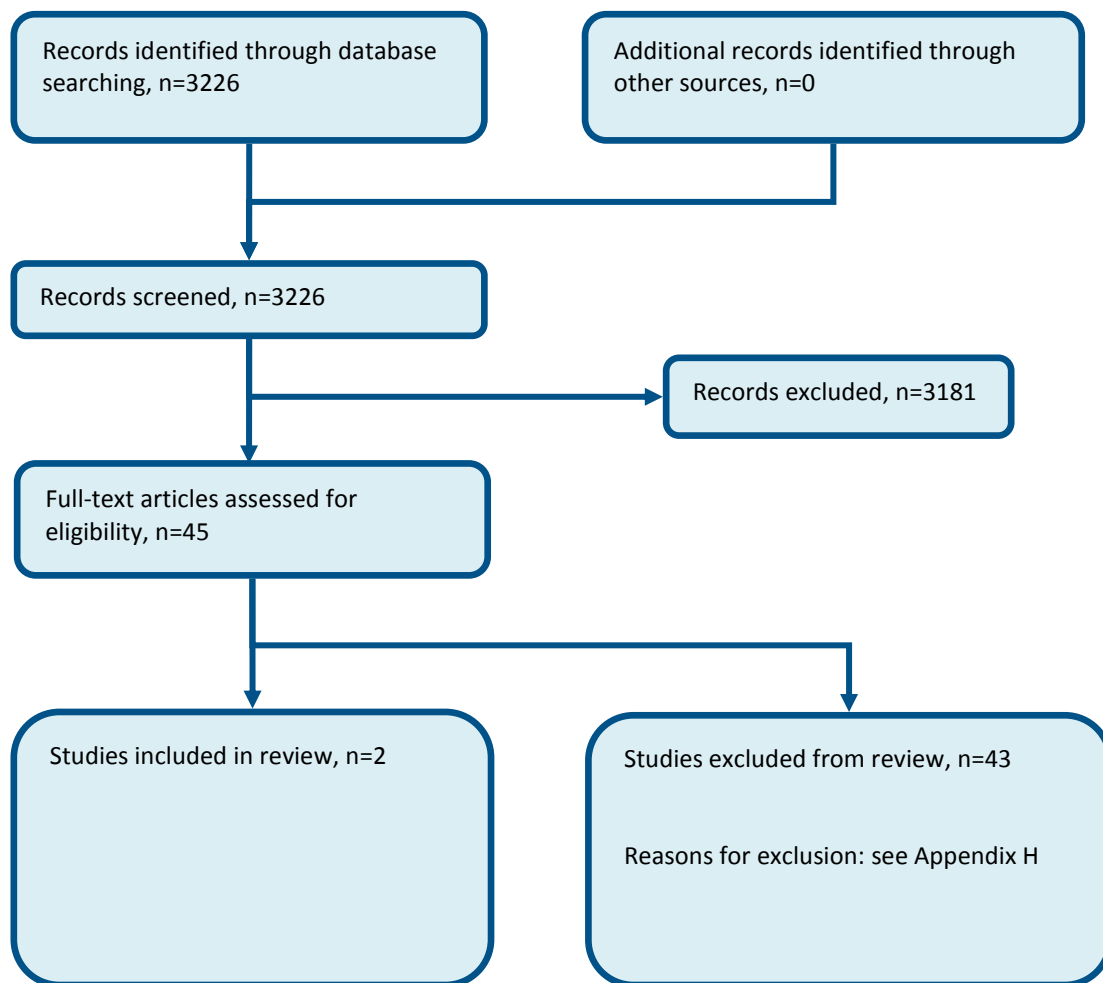 Records identified through database
searching, n=3226
Additional records identified through
other sources, n=0
Records screened, n=3226
Records excluded, n=3181
Full-text articles assessed for
eligibility, n=45
Studies included in review, n=2
Studies excluded from review, n=43
Reasons for exclusion: see Appendix H